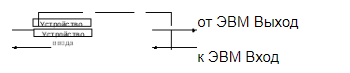 Устройство
Устройство
ввода
от ЭВМ Выход
к ЭВМ Вход